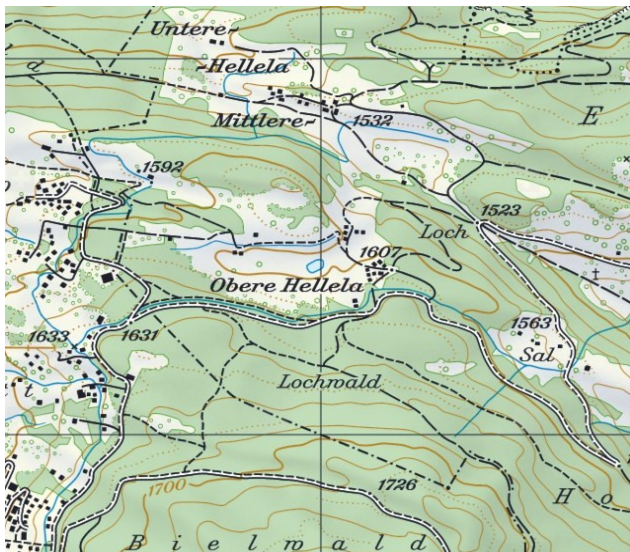 Untere-
-Hellela
d
Mittlere-
1532
E
1592
1523
Loch
1607
Obere Hellela
1633
1631
1563
Sal
Lochwald
t
1700
1726
H o
B i e l w a l d